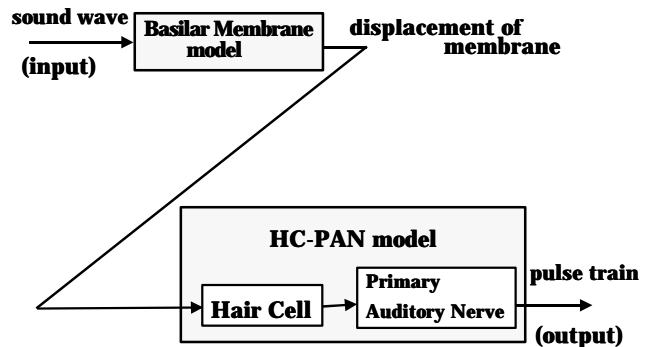 sound wave
(input)
Basilar Membrane
model
displacement of
membrane
HC-PAN model
Hair Cell
Primary
Auditory Nerve
pulse train
(output)